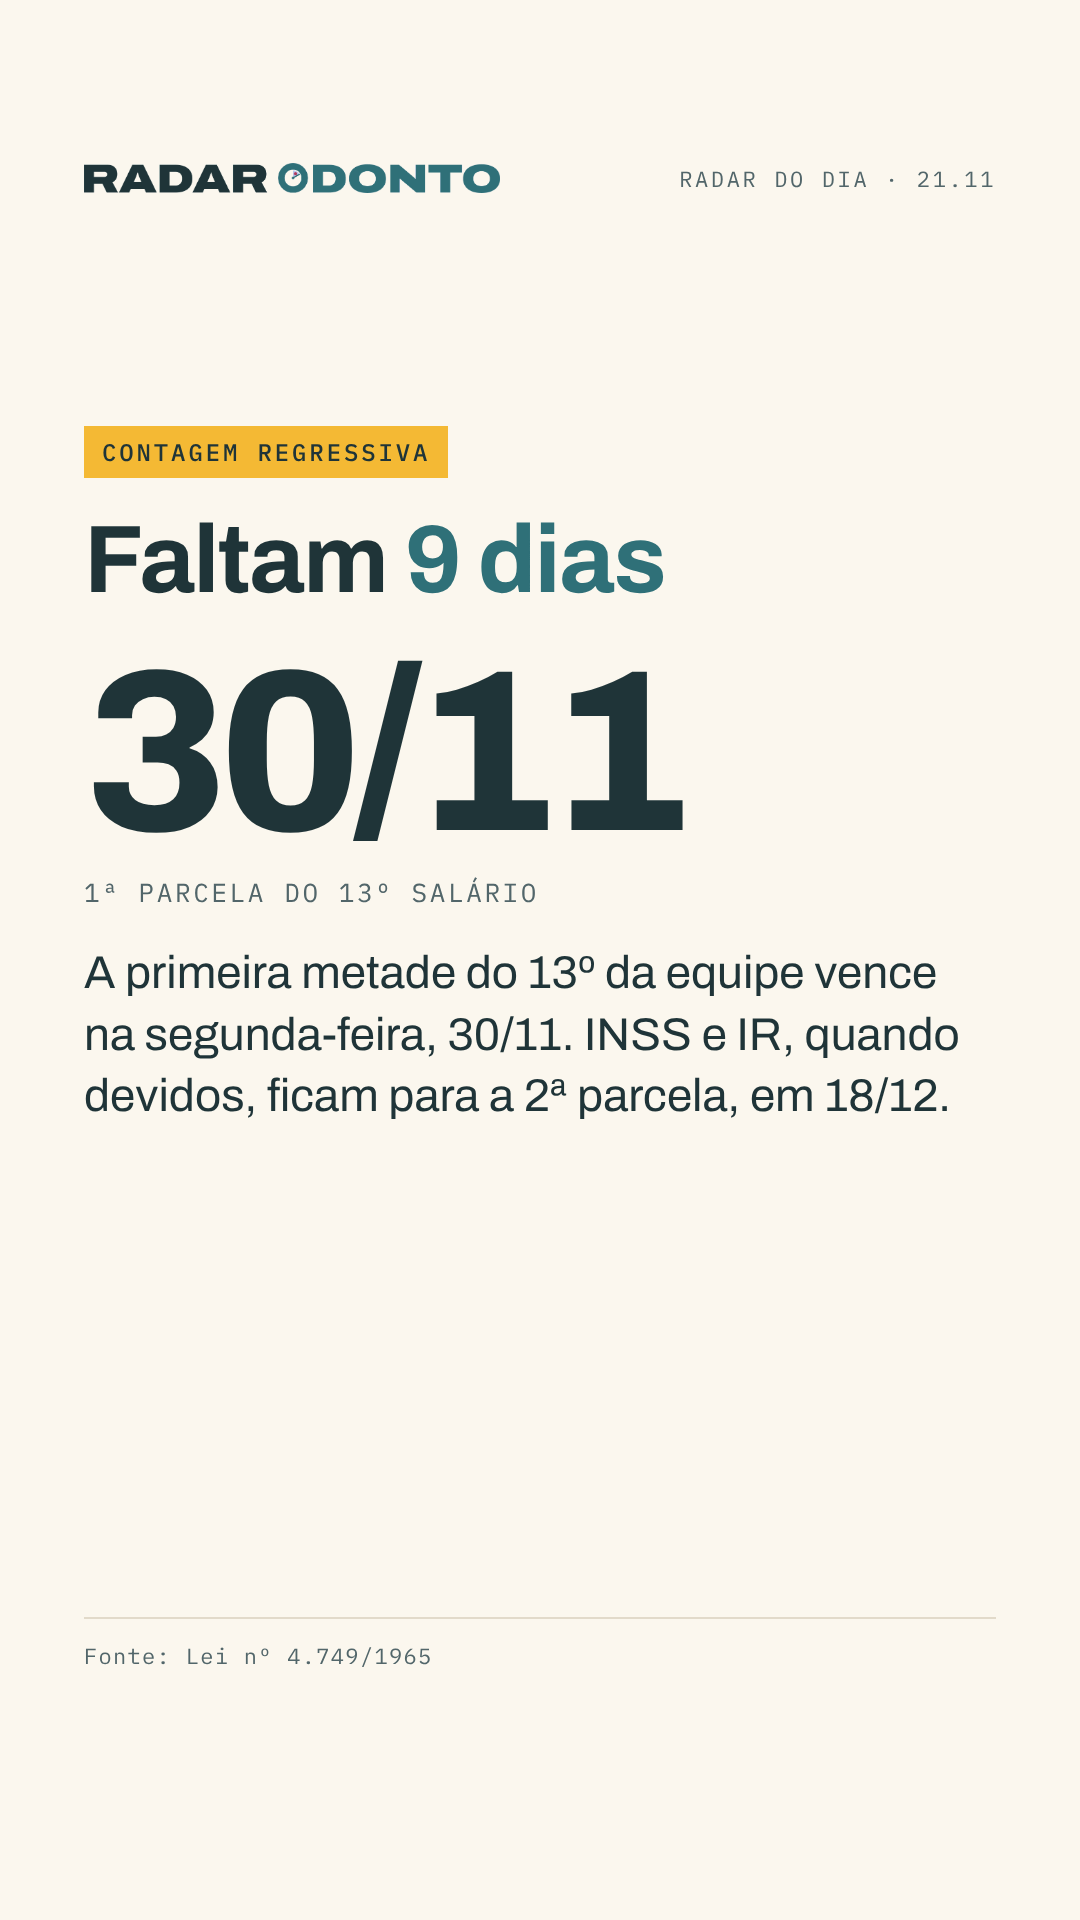 RADAR ODONTO
RADAR DO DIA · 21.11
CONTAGEM REGRESSIVA
Faltam 9 dias
30/11
1ª PARCELA DO 13º SALÁRIO
A primeira metade do 13º da equipe vence
na segunda-feira, 30/11. INSS e IR, quando
devidos, ficam para a 2ª parcela, em 18/12.
Fonte: Lei nº 4.749/1965